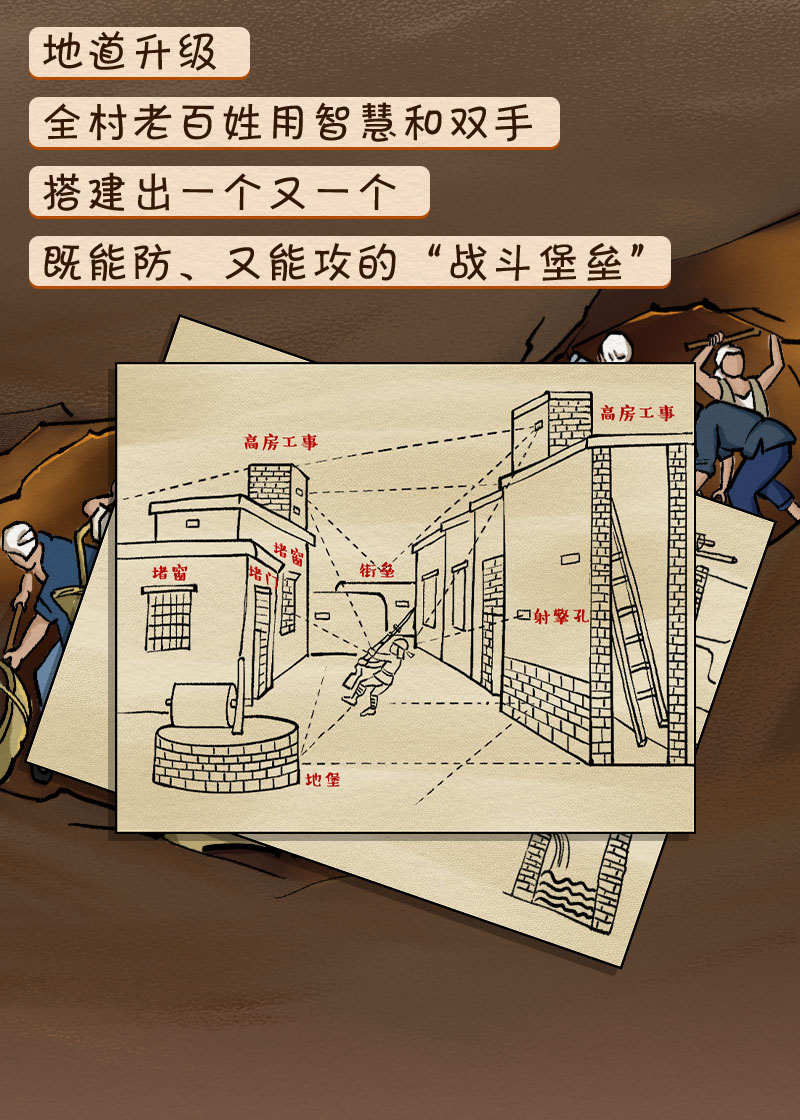 地道升级
全村老百姓用智慧和双手
搭建出一个又一个
既能防、又能攻的“战斗堡垒”
高房工事
高房工事
堵窗
堵窗
堵门
街垒
射擊孔
地堡